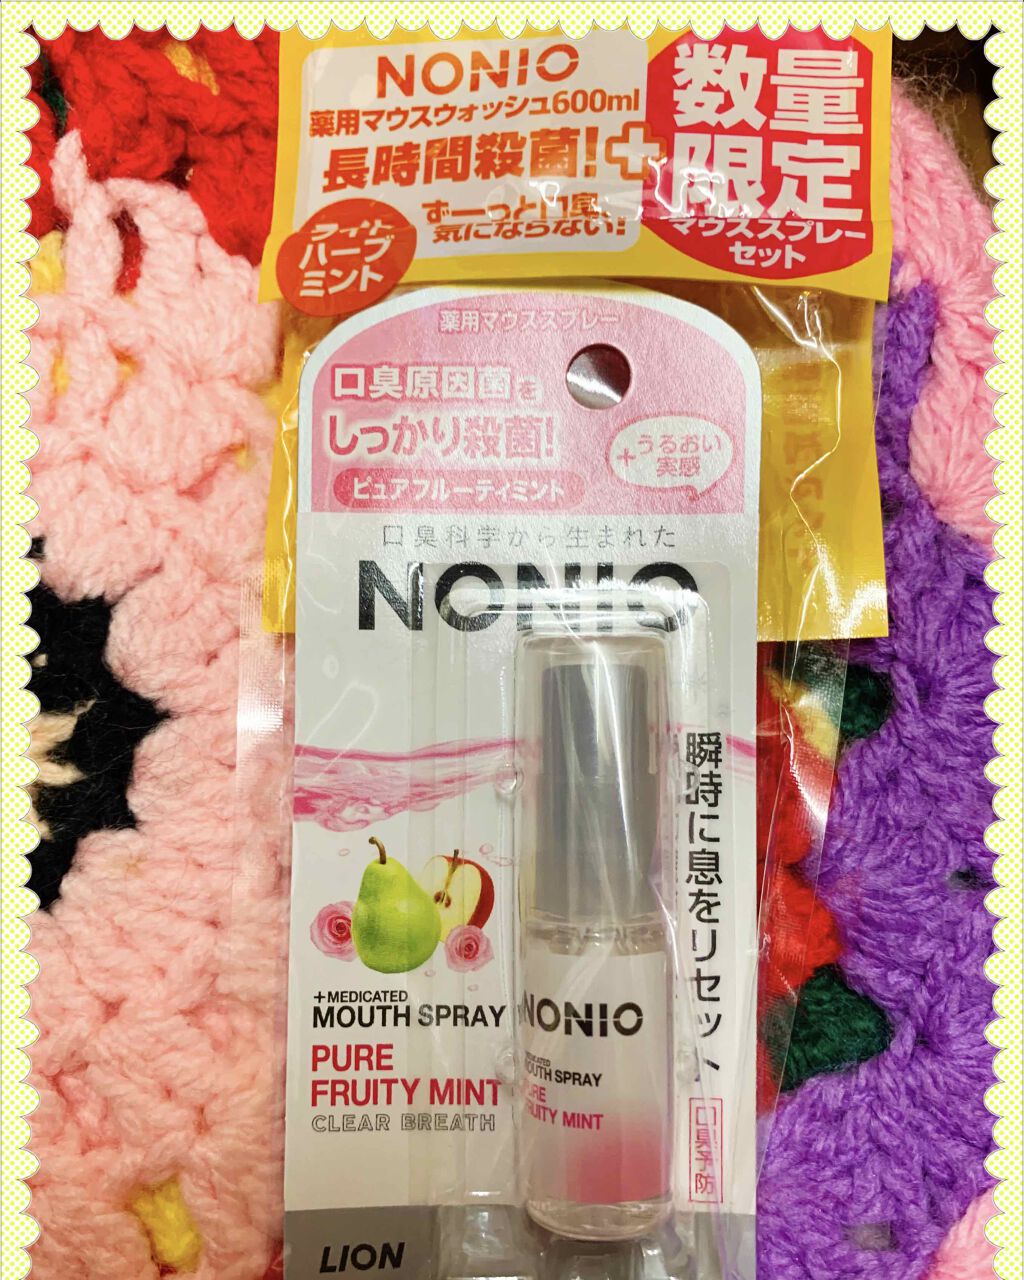 NONIO
薬用マウスウォッシュ600ml
長時間殺菌!+
ずーっと口臭、
気にならない!
ライト
ハーブ
ミント
数量
限定
マウススプレー
セット
薬用マウススプレー
口臭原因菌を
しっかり殺菌!
ピュアフルーティミント
+うるおい
実感
口臭科学から生まれた
NONIO
瞬時に息をリセット
口臭予防
+MEDICATED
MOUTH SPRAY
PURE
FRUITY MINT
CLEAR BREATH
NONIO
MEDICATED
MOUTH SPRAY
PURE
FRUITY MINT
LION